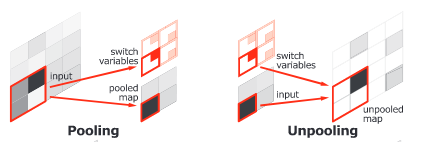 input
switch
variables
pooled
map
Pooling
switch
variables
input
unpooled
map
Unpooling